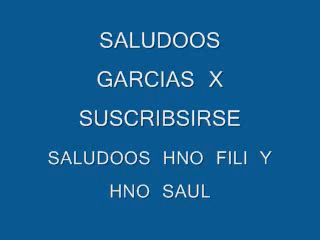 SALUDOOS
GARCIAS X
SUSCRIBSIRSE
SALUDOOS HNO FILI Y
HNO SAUL